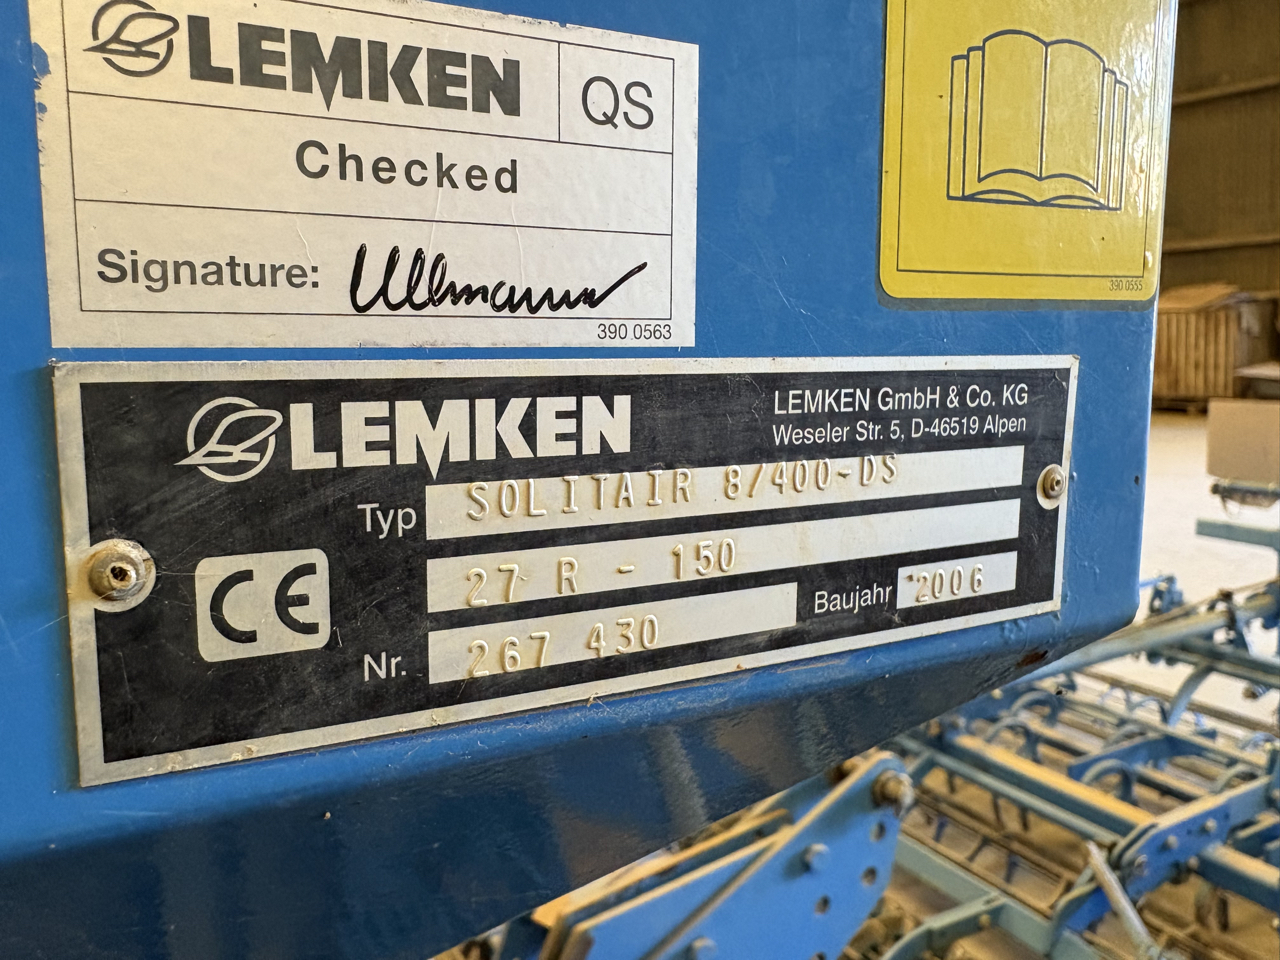 LEMKEN QS
Checked
Signature: Ullmann
390 0563
390 0555
LEMKEN
LEMKEN GmbH & Co. KG
Weseler Str. 5, D-46519 Alpen
Typ SOLITAIR 8/400-DS
27 R - 150
CE
Nr. 267 430
Baujahr 2006